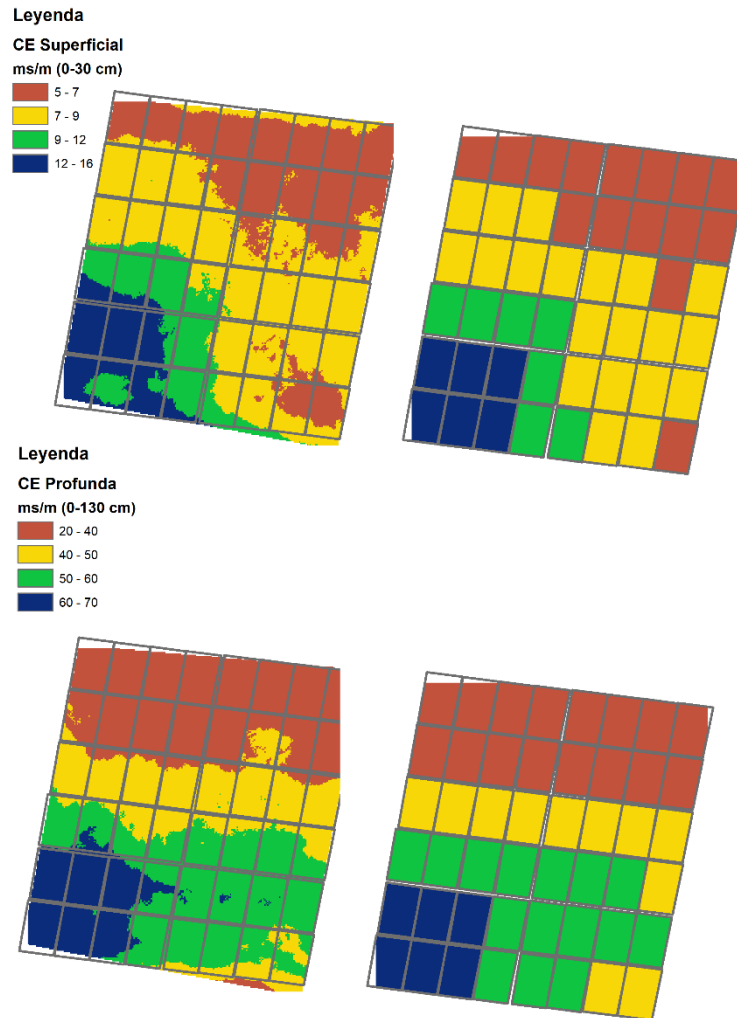 Leyenda
CE Superficial
ms/m (0-30 cm)
5 - 7
7 - 9
9 - 12
12 - 16
Leyenda
CE Profunda
ms/m (0-130 cm)
20 - 40
40 - 50
50 - 60
60 - 70